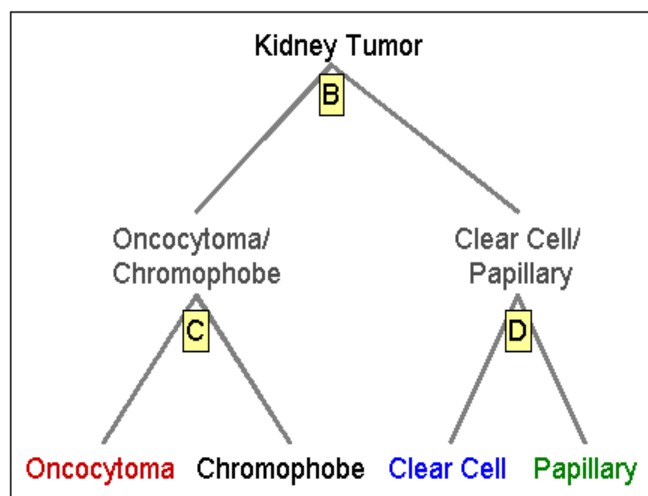 Kidney Tumor
B
Oncocytoma/
Chromophobe
Clear Cell/
Papillary
C
D
Oncocytoma
Chromophobe
Clear Cell
Papillary